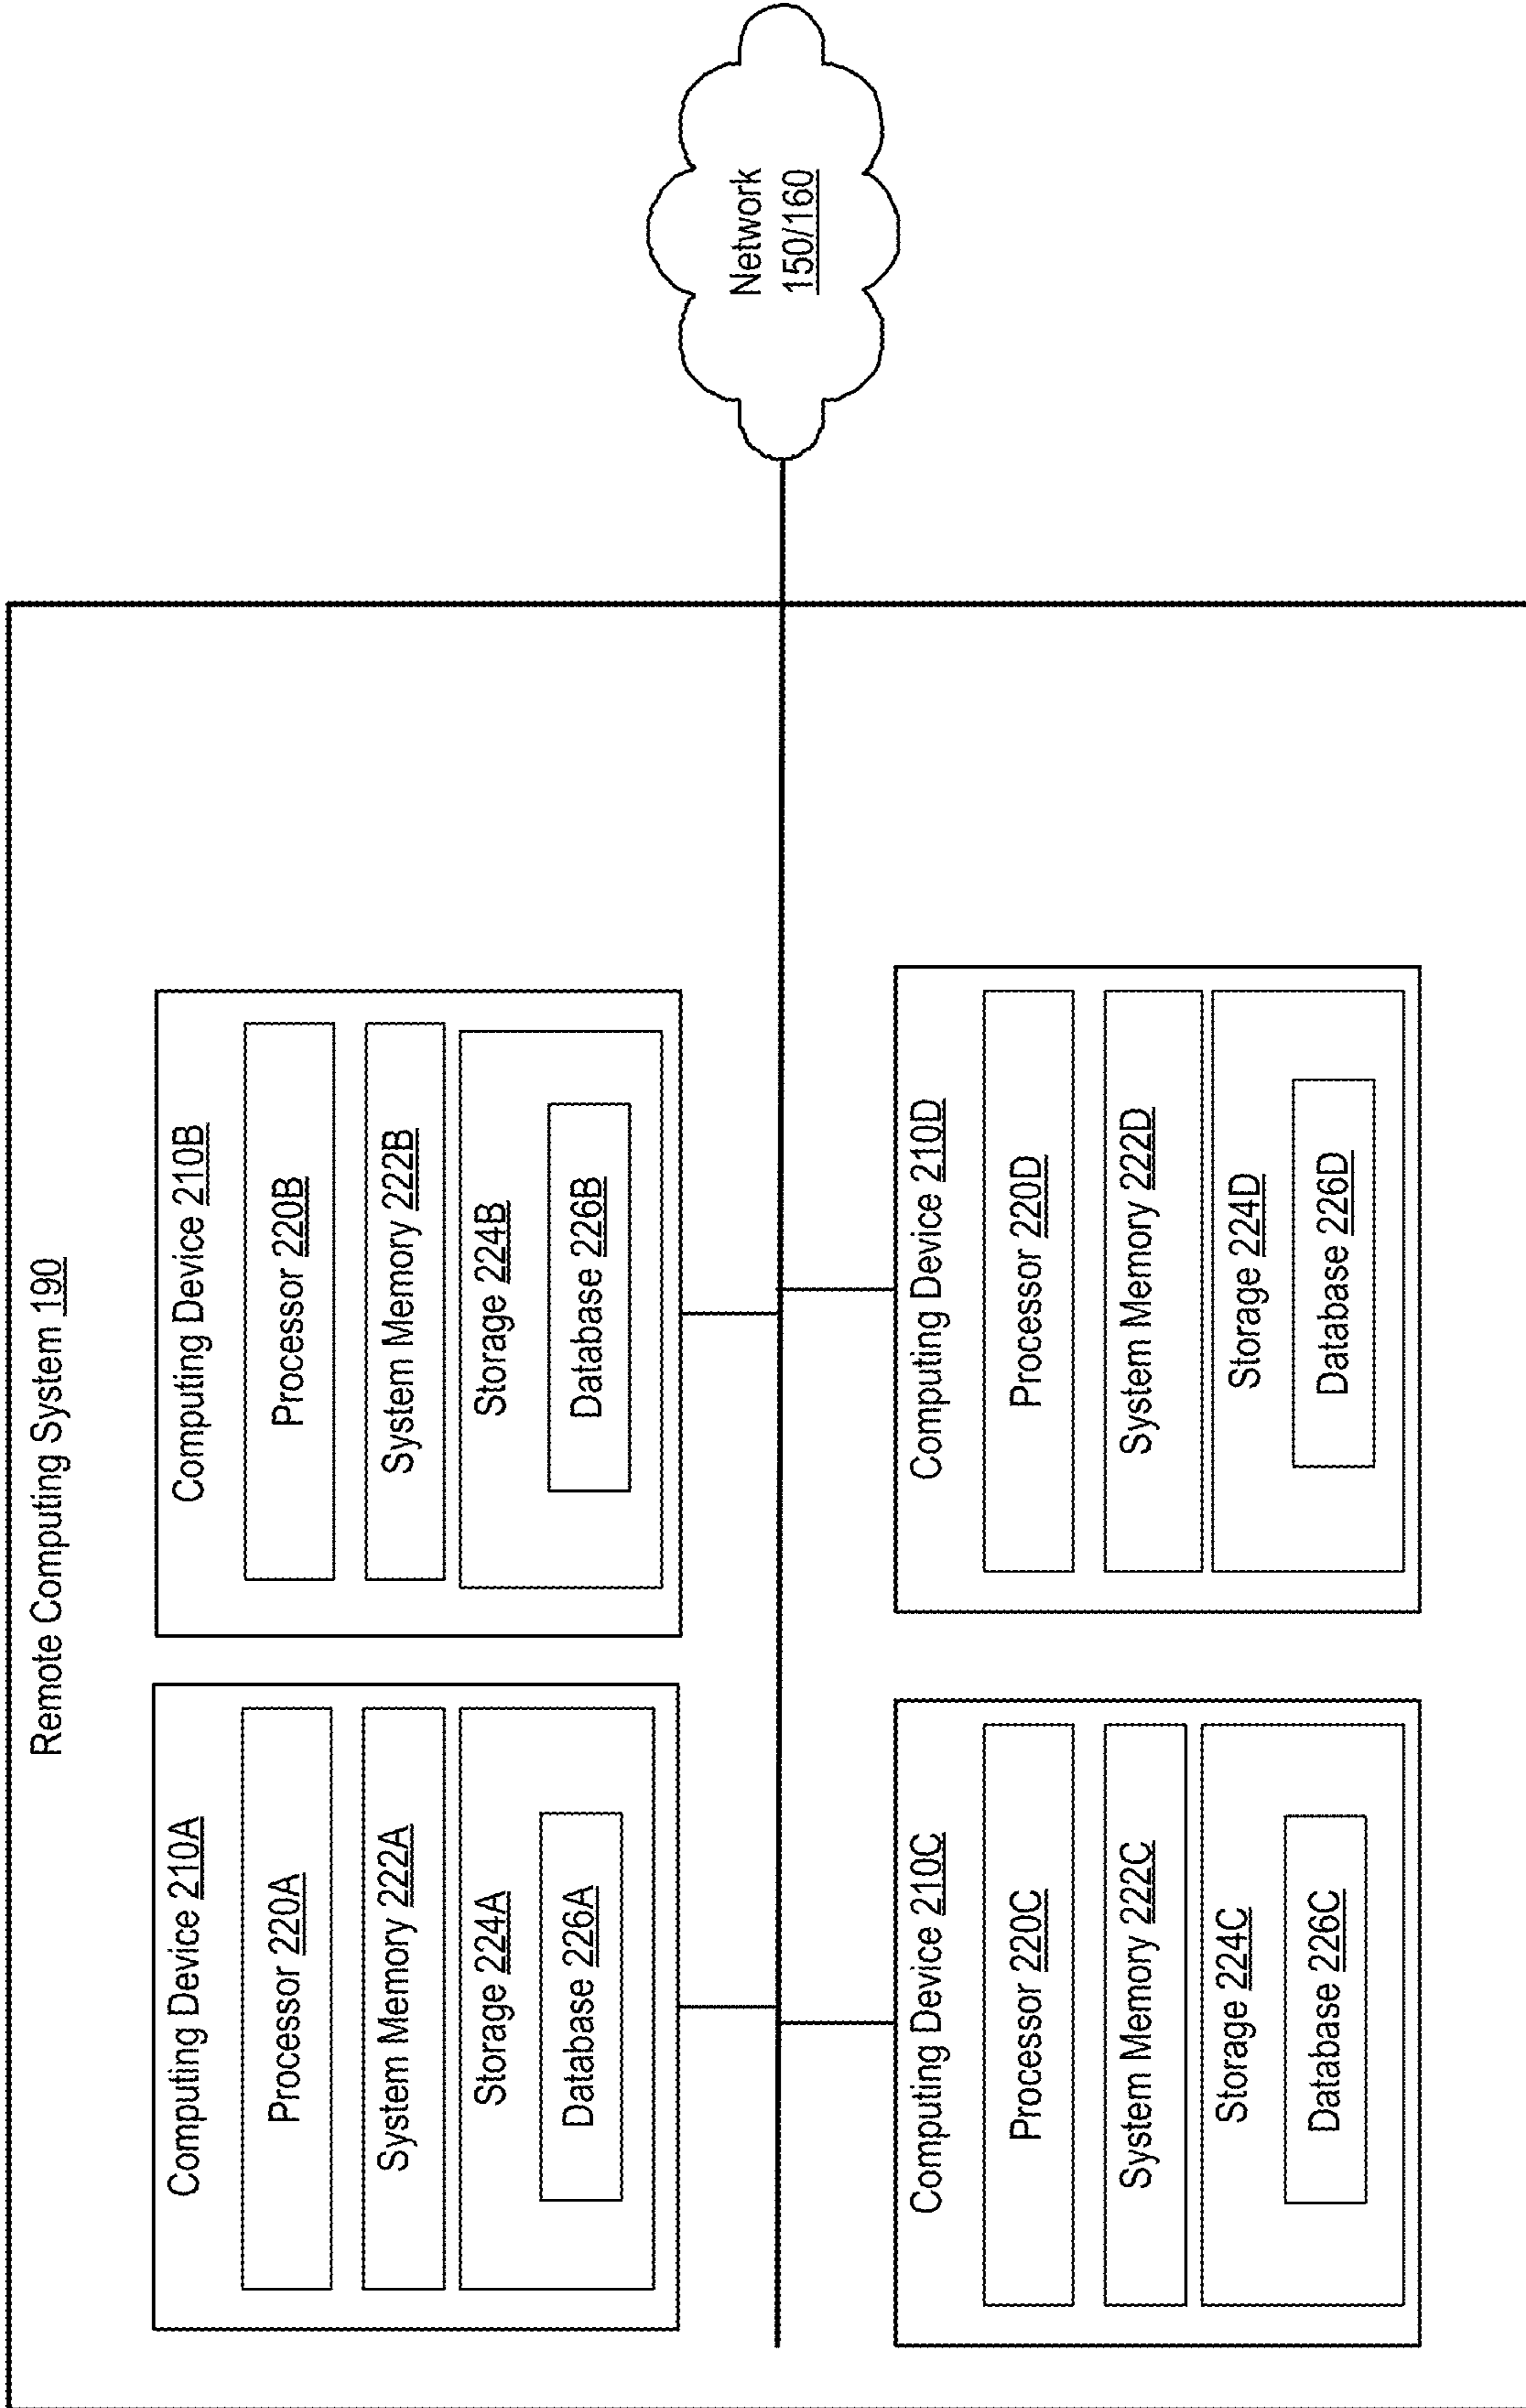 Remote Computing System 190
Computing Device 210A
Processor 220A
System Memory 222A
Storage 224A
Database 226A
Computing Device 210B
Processor 220B
System Memory 222B
Storage 224B
Database 226B
Computing Device 210C
Processor 220C
System Memory 222C
Storage 224C
Database 226C
Computing Device 210D
Processor 220D
System Memory 222D
Storage 224D
Database 226D
Network
150/160